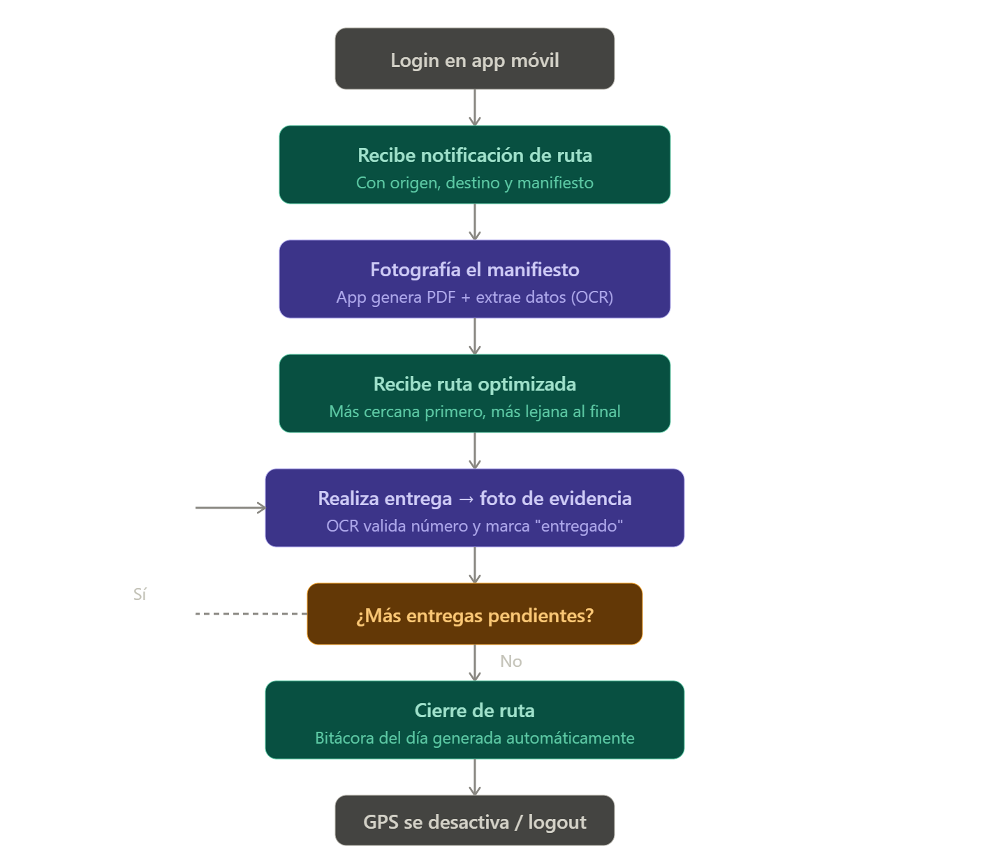 Login en app móvil
Recibe notificación de ruta
Con origen, destino y manifiesto
Fotografía el manifiesto
App genera PDF + extrae datos (OCR)
Recibe ruta optimizada
Más cercana primero, más lejana al final
Realiza entrega → foto de evidencia
OCR valida número y marca "entregado"
Sí
¿Más entregas pendientes?
No
Cierre de ruta
Bitácora del día generada automáticamente
GPS se desactiva / logout